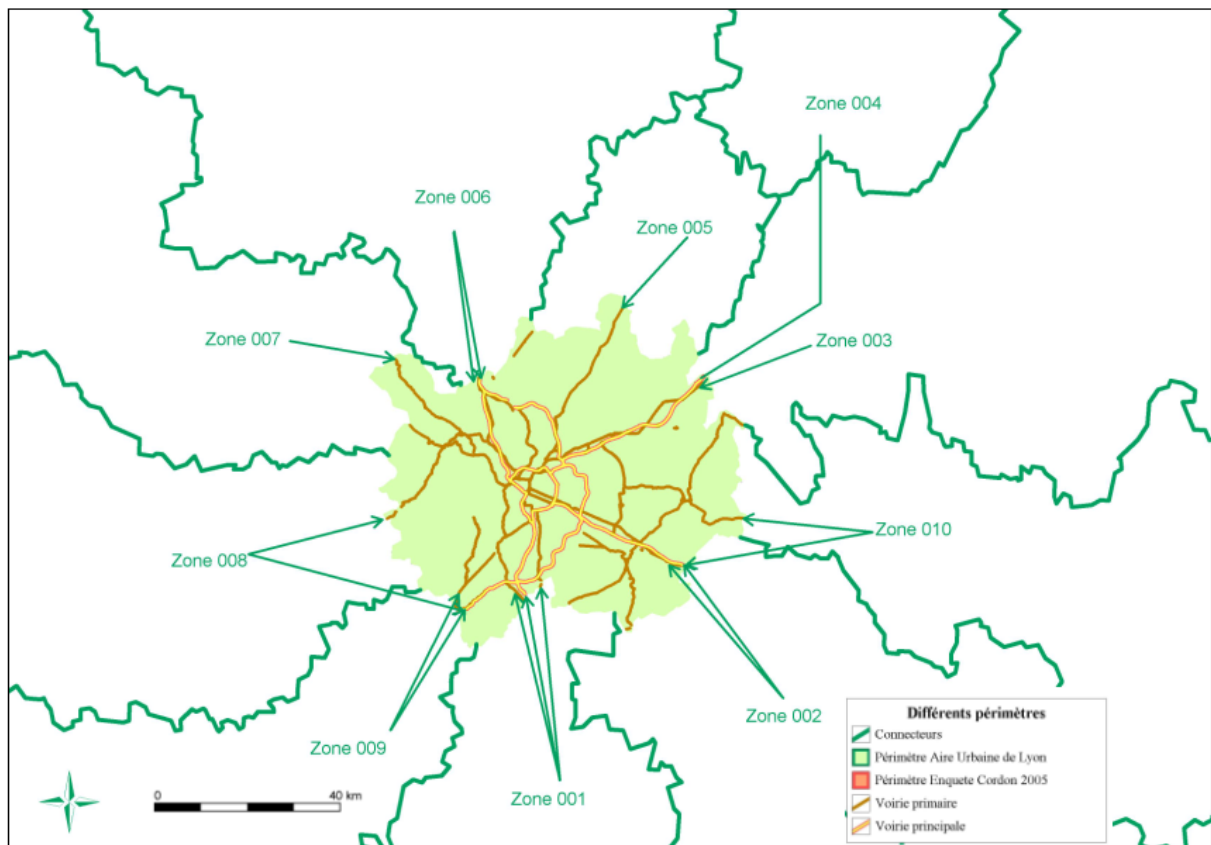 Zone 004
Zone 006
Zone 005
Zone 007
Zone 003
Zone 010
Zone 008
Zone 002
Zone 009
Zone 001
0 40 km
Différents périmètres
Connecteurs
Périmètre Aire Urbaine de Lyon
Périmètre Enquete Cordon 2005
Voirie primaire
Voirie principale